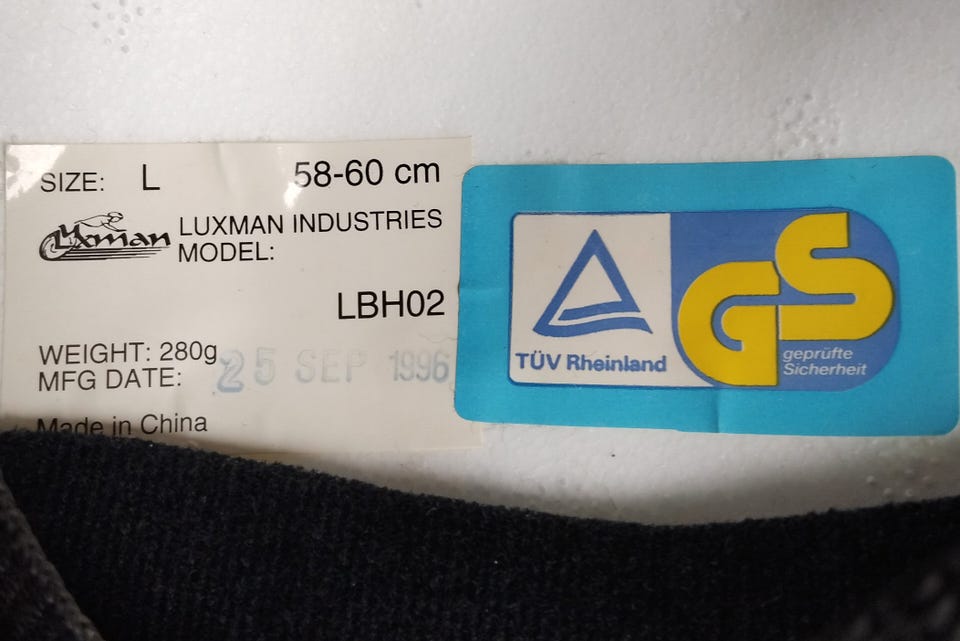 SIZE: L 58-60 cm
Luxman
LUXMAN INDUSTRIES
MODEL:
LBH02
WEIGHT: 280g
MFG DATE: 25 SEP 1996
Made in China
TÜV Rheinland
GS
geprüfte
Sicherheit